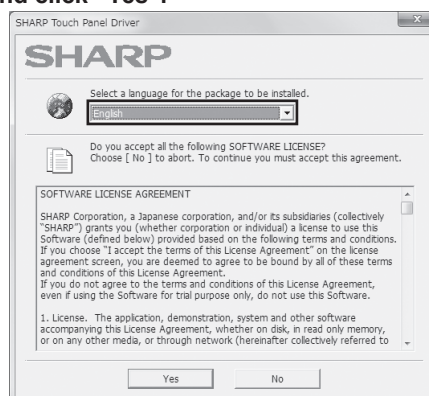 and click "Yes".
SHARP Touch Panel Driver
SHARP
Select a language for the package to be installed.
English
Do you accept all the following SOFTWARE LICENSE?
Choose [ No ] to abort. To continue you must accept this agreement.
SOFTWARE LICENSE AGREEMENT
SHARP Corporation, a Japanese corporation, and/or its subsidiaries (collectively
"SHARP") grants you (whether corporation or individual) a license to use this
Software (defined below) provided based on the following terms and conditions.
If you choose "I accept the terms of this License Agreement" on the license
agreement screen, you are deemed to agree to be bound by all of these terms
and conditions of this License Agreement.
If you do not agree to the terms and conditions of this License Agreement,
even if using the Software for trial purpose only, do not use this Software.
1. License. The application, demonstration, system and other software
accompanying this License Agreement, whether on disk, in read only memory,
or on any other media, or through network (hereinafter collectively referred to
Yes No